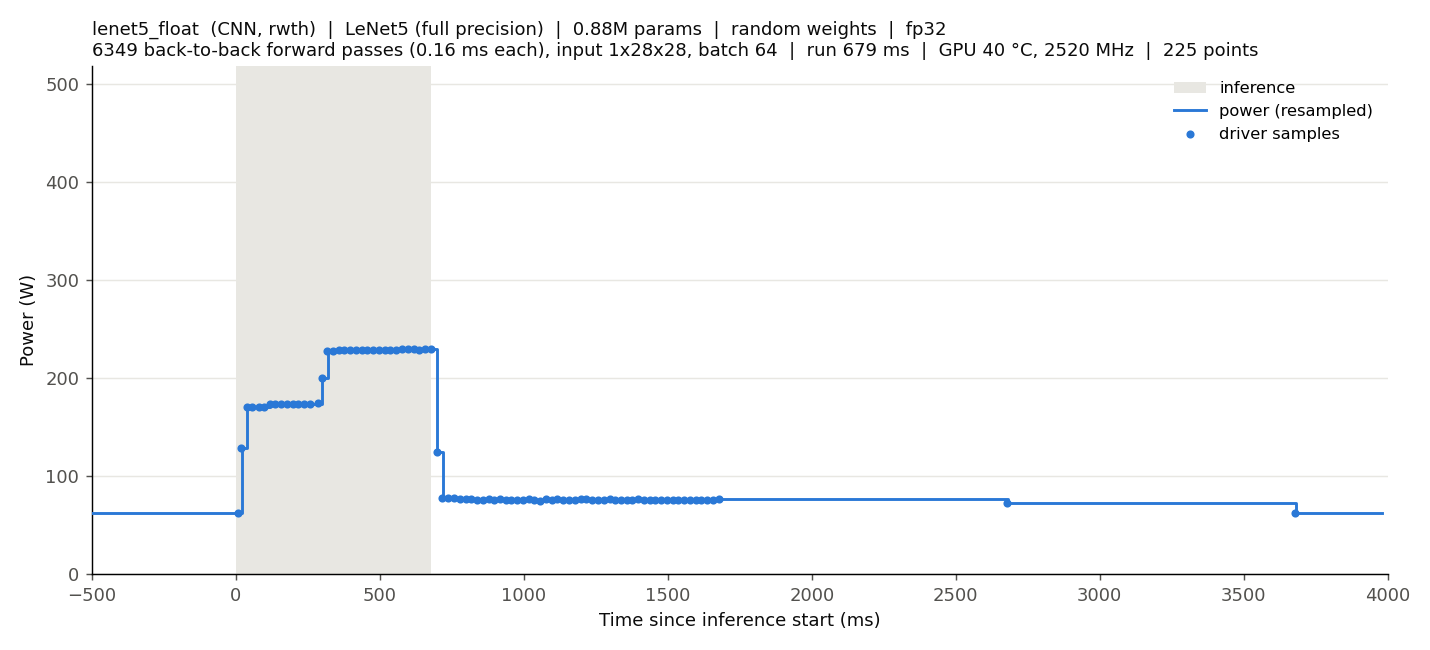 lenet5_float  (CNN, rwth)  |  LeNet5 (full precision)  |  0.88M params  |  random weights  |  fp32
6349 back-to-back forward passes (0.16 ms each), input 1x28x28, batch 64  |  run 679 ms  |  GPU 40 °C, 2520 MHz  |  225 points
inference
power (resampled)
driver samples
Power (W)
500
400
300
200
100
0
−500 0 500 1000 1500 2000 2500 3000 3500 4000
Time since inference start (ms)